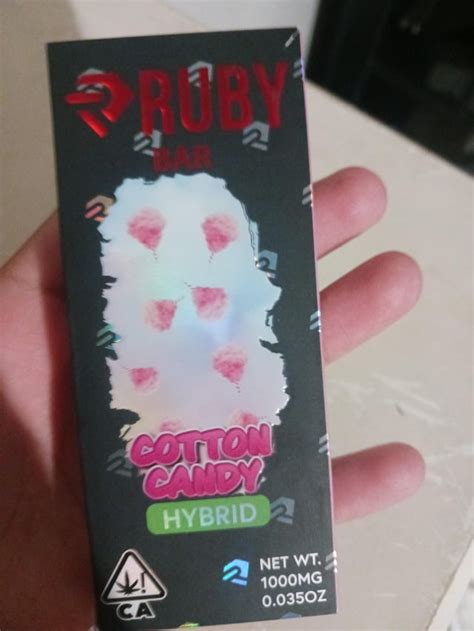 RUBY
BAR
COTTON
CANDY
HYBRID
!
CA
NET WT.
1000MG
0.035OZ